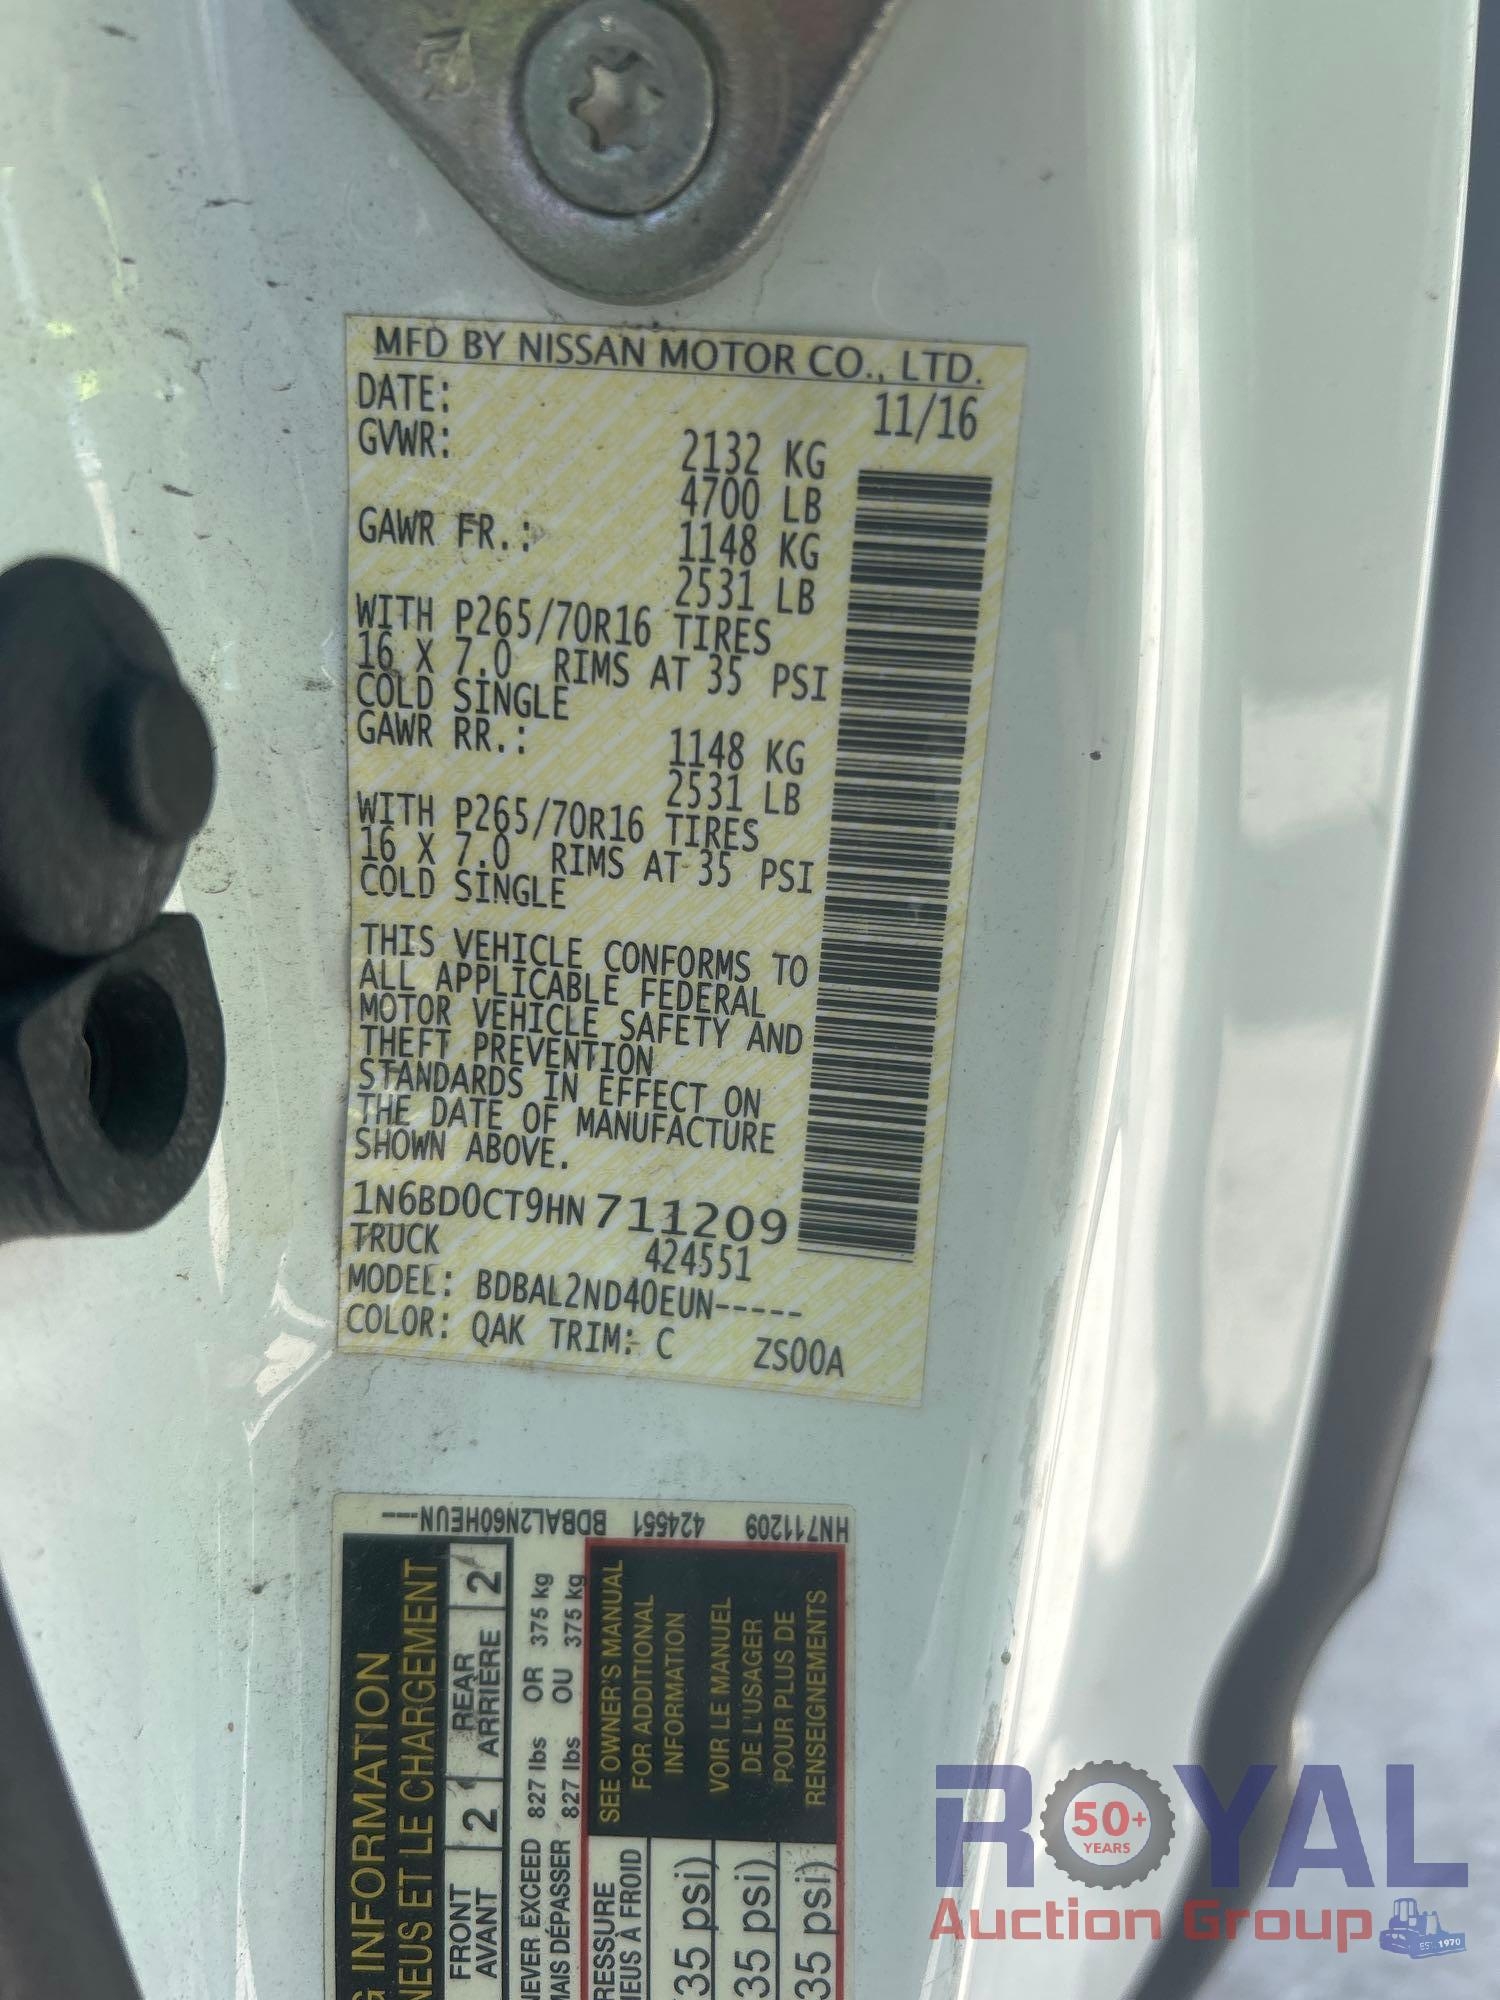 MFD BY NISSAN MOTOR CO., LTD.
DATE: 11/16
GVWR: 2132 KG
4700 LB
GAWR FR.: 1148 KG
2531 LB
WITH P265/70R16 TIRES
16 X 7.0 RIMS AT 35 PSI
COLD SINGLE
GAWR RR.: 1148 KG
2531 LB
WITH P265/70R16 TIRES
16 X 7.0 RIMS AT 35 PSI
COLD SINGLE
THIS VEHICLE CONFORMS TO
ALL APPLICABLE FEDERAL
MOTOR VEHICLE SAFETY AND
THEFT PREVENTION
STANDARDS IN EFFECT ON
THE DATE OF MANUFACTURE
SHOWN ABOVE.
1N6BD0CT9HN711209
TRUCK 424551
MODEL: BDBAL2ND40EUN-----
COLOR: QAK TRIM: C ZS00A
HN711209 424551 BDBAL2N60HEUN---
G INFORMATION
NEUS ET LE CHARGEMENT
FRONT 2 REAR 2
AVANT ARRIÈRE
NEVER EXCEED 827 lbs OR 375 kg
MAIS DÉPASSER 827 lbs OU 375 kg
RESSURE
NEUS À FROID
35 psi)
35 psi)
35 psi)
SEE OWNER'S MANUAL
FOR ADDITIONAL
INFORMATION
VOIR LE MANUEL
DE L'USAGER
POUR PLUS DE
RENSEIGNEMENTS
ROYAL
50+
YEARS
Auction Group
EST. 1970